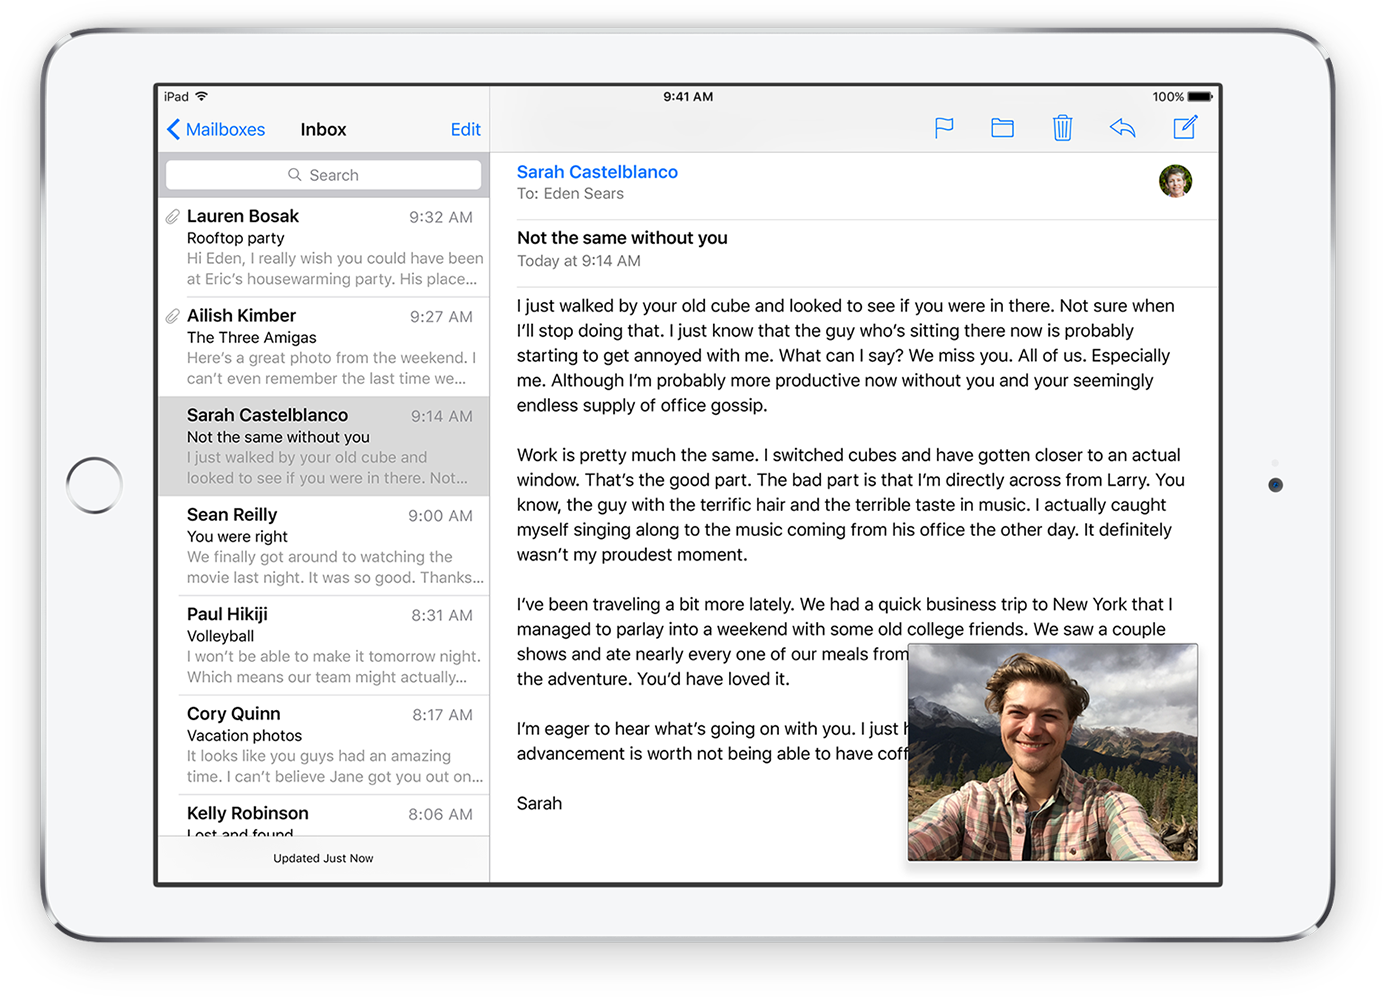 iPad
9:41 AM
100%
Mailboxes
Inbox
Edit
Search
Lauren Bosak
9:32 AM
Rooftop party
Hi Eden, I really wish you could have been
at Eric’s housewarming party. His place...
Ailish Kimber
9:27 AM
The Three Amigas
Here’s a great photo from the weekend. I
can’t even remember the last time we...
Sarah Castelblanco
9:14 AM
Not the same without you
I just walked by your old cube and
looked to see if you were in there. Not...
Sean Reilly
9:00 AM
You were right
We finally got around to watching the
movie last night. It was so good. Thanks...
Paul Hikiji
8:31 AM
Volleyball
I won’t be able to make it tomorrow night.
Which means our team might actually...
Cory Quinn
8:17 AM
Vacation photos
It looks like you guys had an amazing
time. I can’t believe Jane got you out on...
Kelly Robinson
8:06 AM
Lost and found
Updated Just Now
Sarah Castelblanco
To: Eden Sears
Not the same without you
Today at 9:14 AM
I just walked by your old cube and looked to see if you were in there. Not sure when
I’ll stop doing that. I just know that the guy who’s sitting there now is probably
starting to get annoyed with me. What can I say? We miss you. All of us. Especially
me. Although I’m probably more productive now without you and your seemingly
endless supply of office gossip.
Work is pretty much the same. I switched cubes and have gotten closer to an actual
window. That’s the good part. The bad part is that I’m directly across from Larry. You
know, the guy with the terrific hair and the terrible taste in music. I actually caught
myself singing along to the music coming from his office the other day. It definitely
wasn’t my proudest moment.
I’ve been traveling a bit more lately. We had a quick business trip to New York that I
managed to parlay into a weekend with some old college friends. We saw a couple
shows and ate nearly every one of our meals from
the adventure. You’d have loved it.
I’m eager to hear what’s going on with you. I just
advancement is worth not being able to have
Sarah